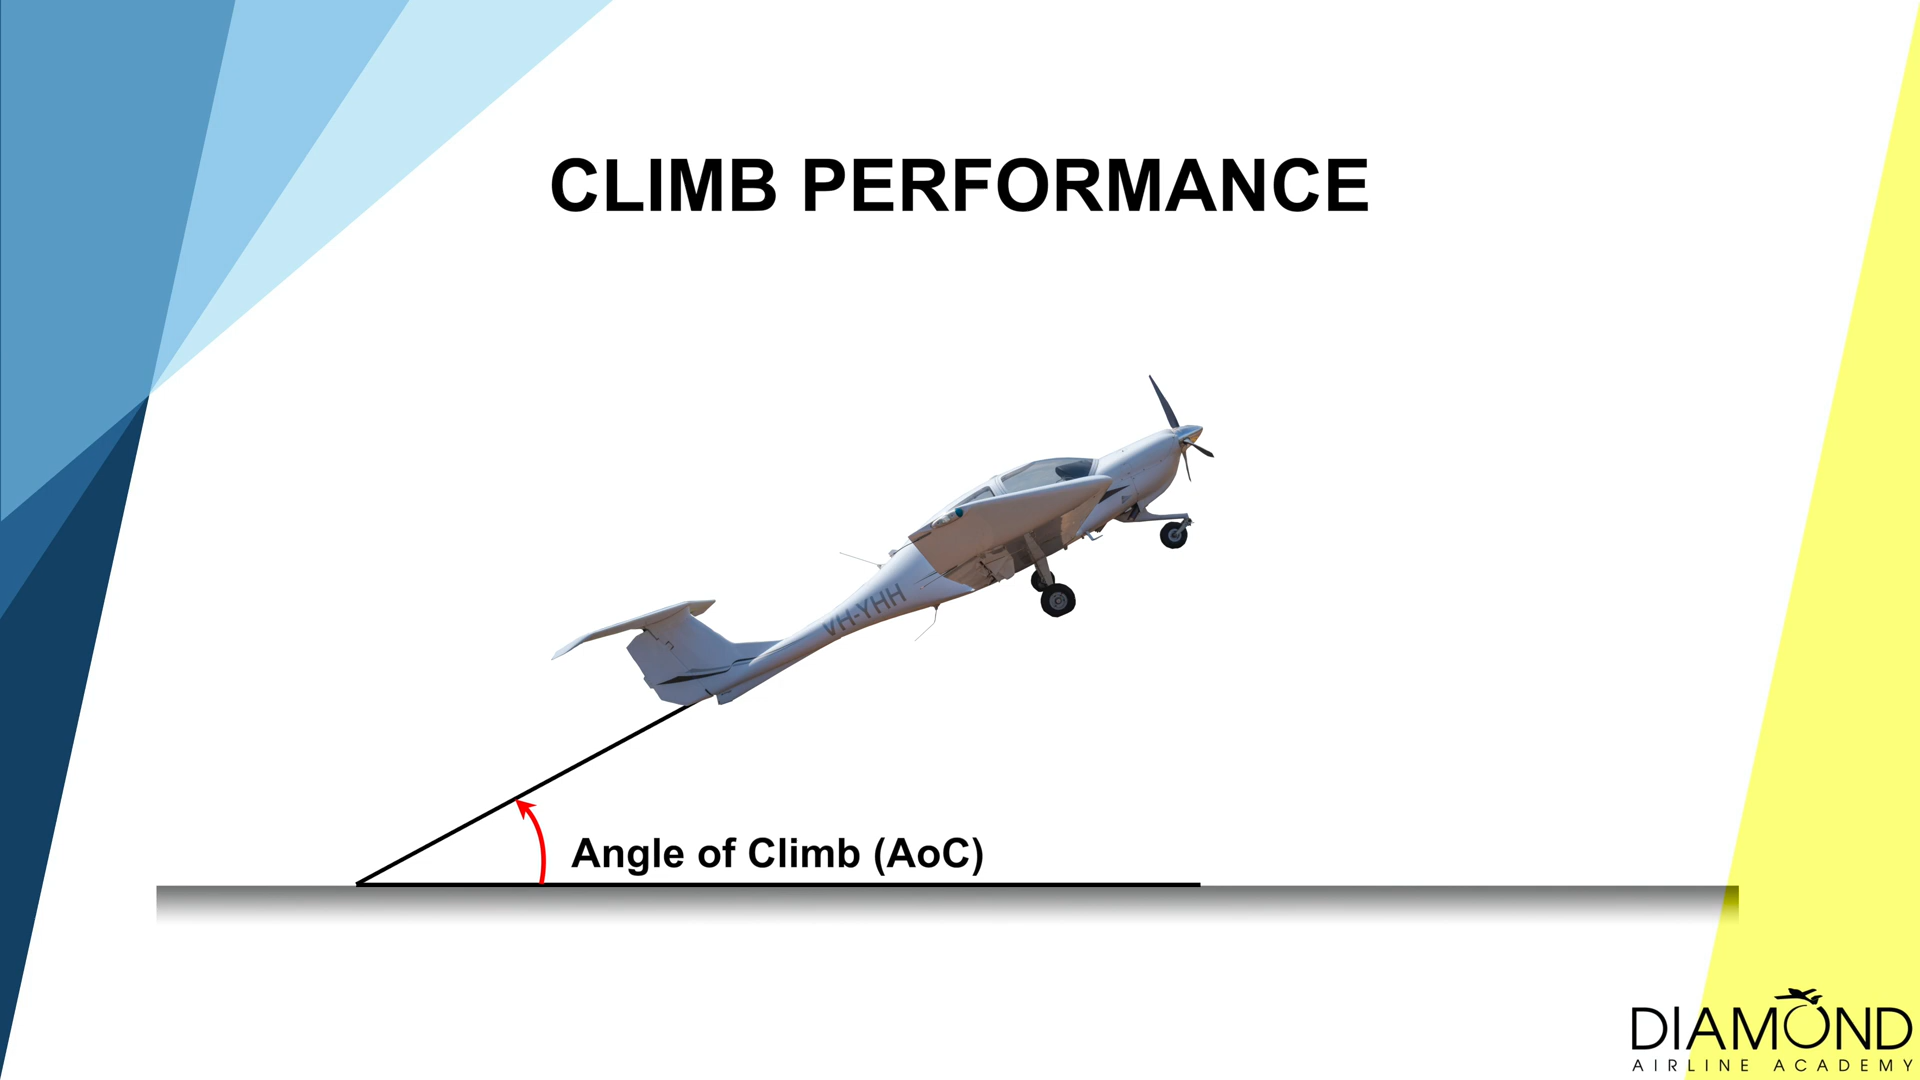 CLIMB PERFORMANCE
VH-YHH
Angle of Climb (AoC)
DIAMOND
AIRLINE ACADEMY